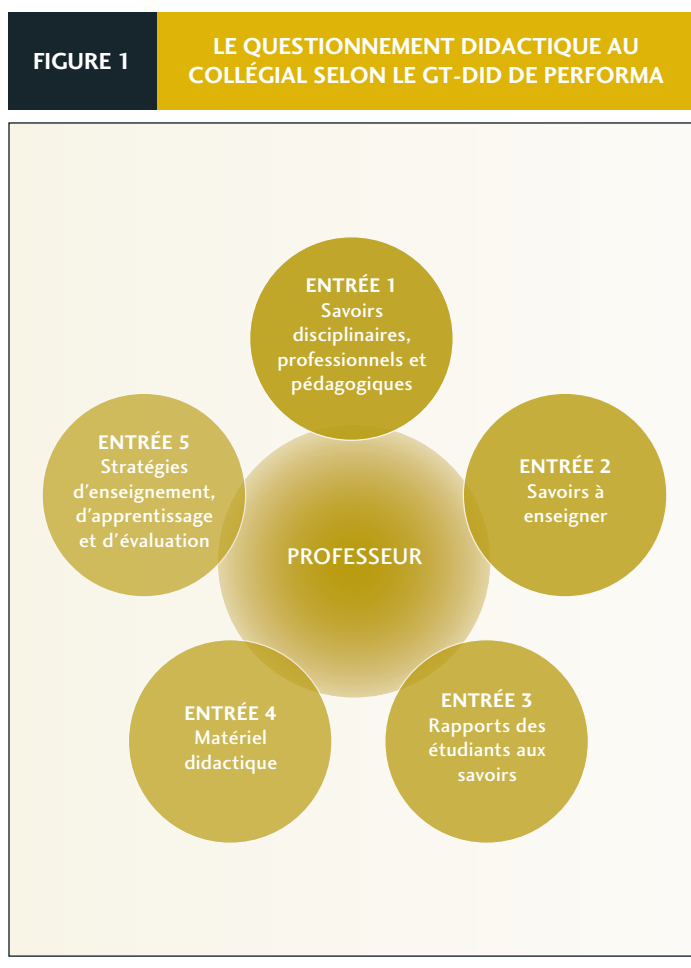 FIGURE 1
LE QUESTIONNEMENT DIDACTIQUE AU
COLLÉGIAL SELON LE GT-DID DE PERFORMA
ENTRÉE 1
Savoirs
disciplinaires,
professionnels et
pédagogiques
ENTRÉE 2
Savoirs à
enseigner
ENTRÉE 3
Rapports des
étudiants aux
savoirs
ENTRÉE 4
Matériel
didactique
ENTRÉE 5
Stratégies
d'enseignement,
d'apprentissage
et d'évaluation
PROFESSEUR